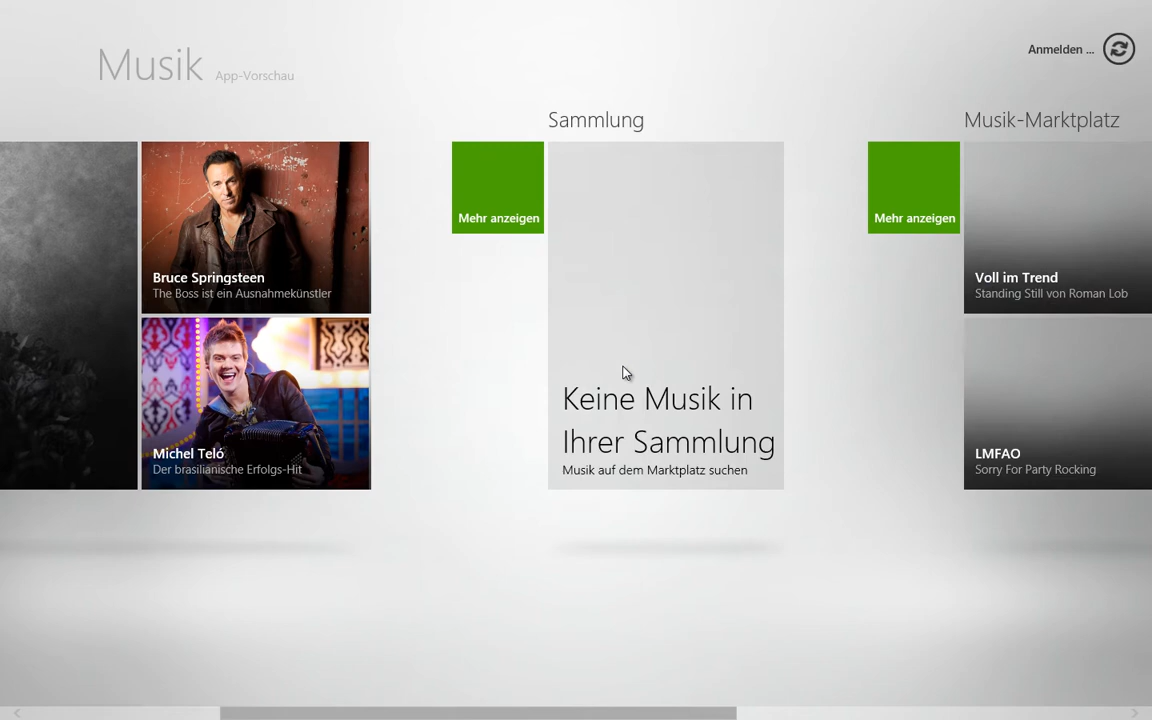 Musik App-Vorschau
Anmelden ...
Sammlung
Musik-Marktplatz
Bruce Springsteen
The Boss ist ein Ausnahmekünstler
Michel Teló
Der brasilianische Erfolgs-Hit
Mehr anzeigen
Keine Musik in
Ihrer Sammlung
Musik auf dem Marktplatz suchen
Mehr anzeigen
Voll im Trend
Standing Still von Roman Lob
LMFAO
Sorry For Party Rocking